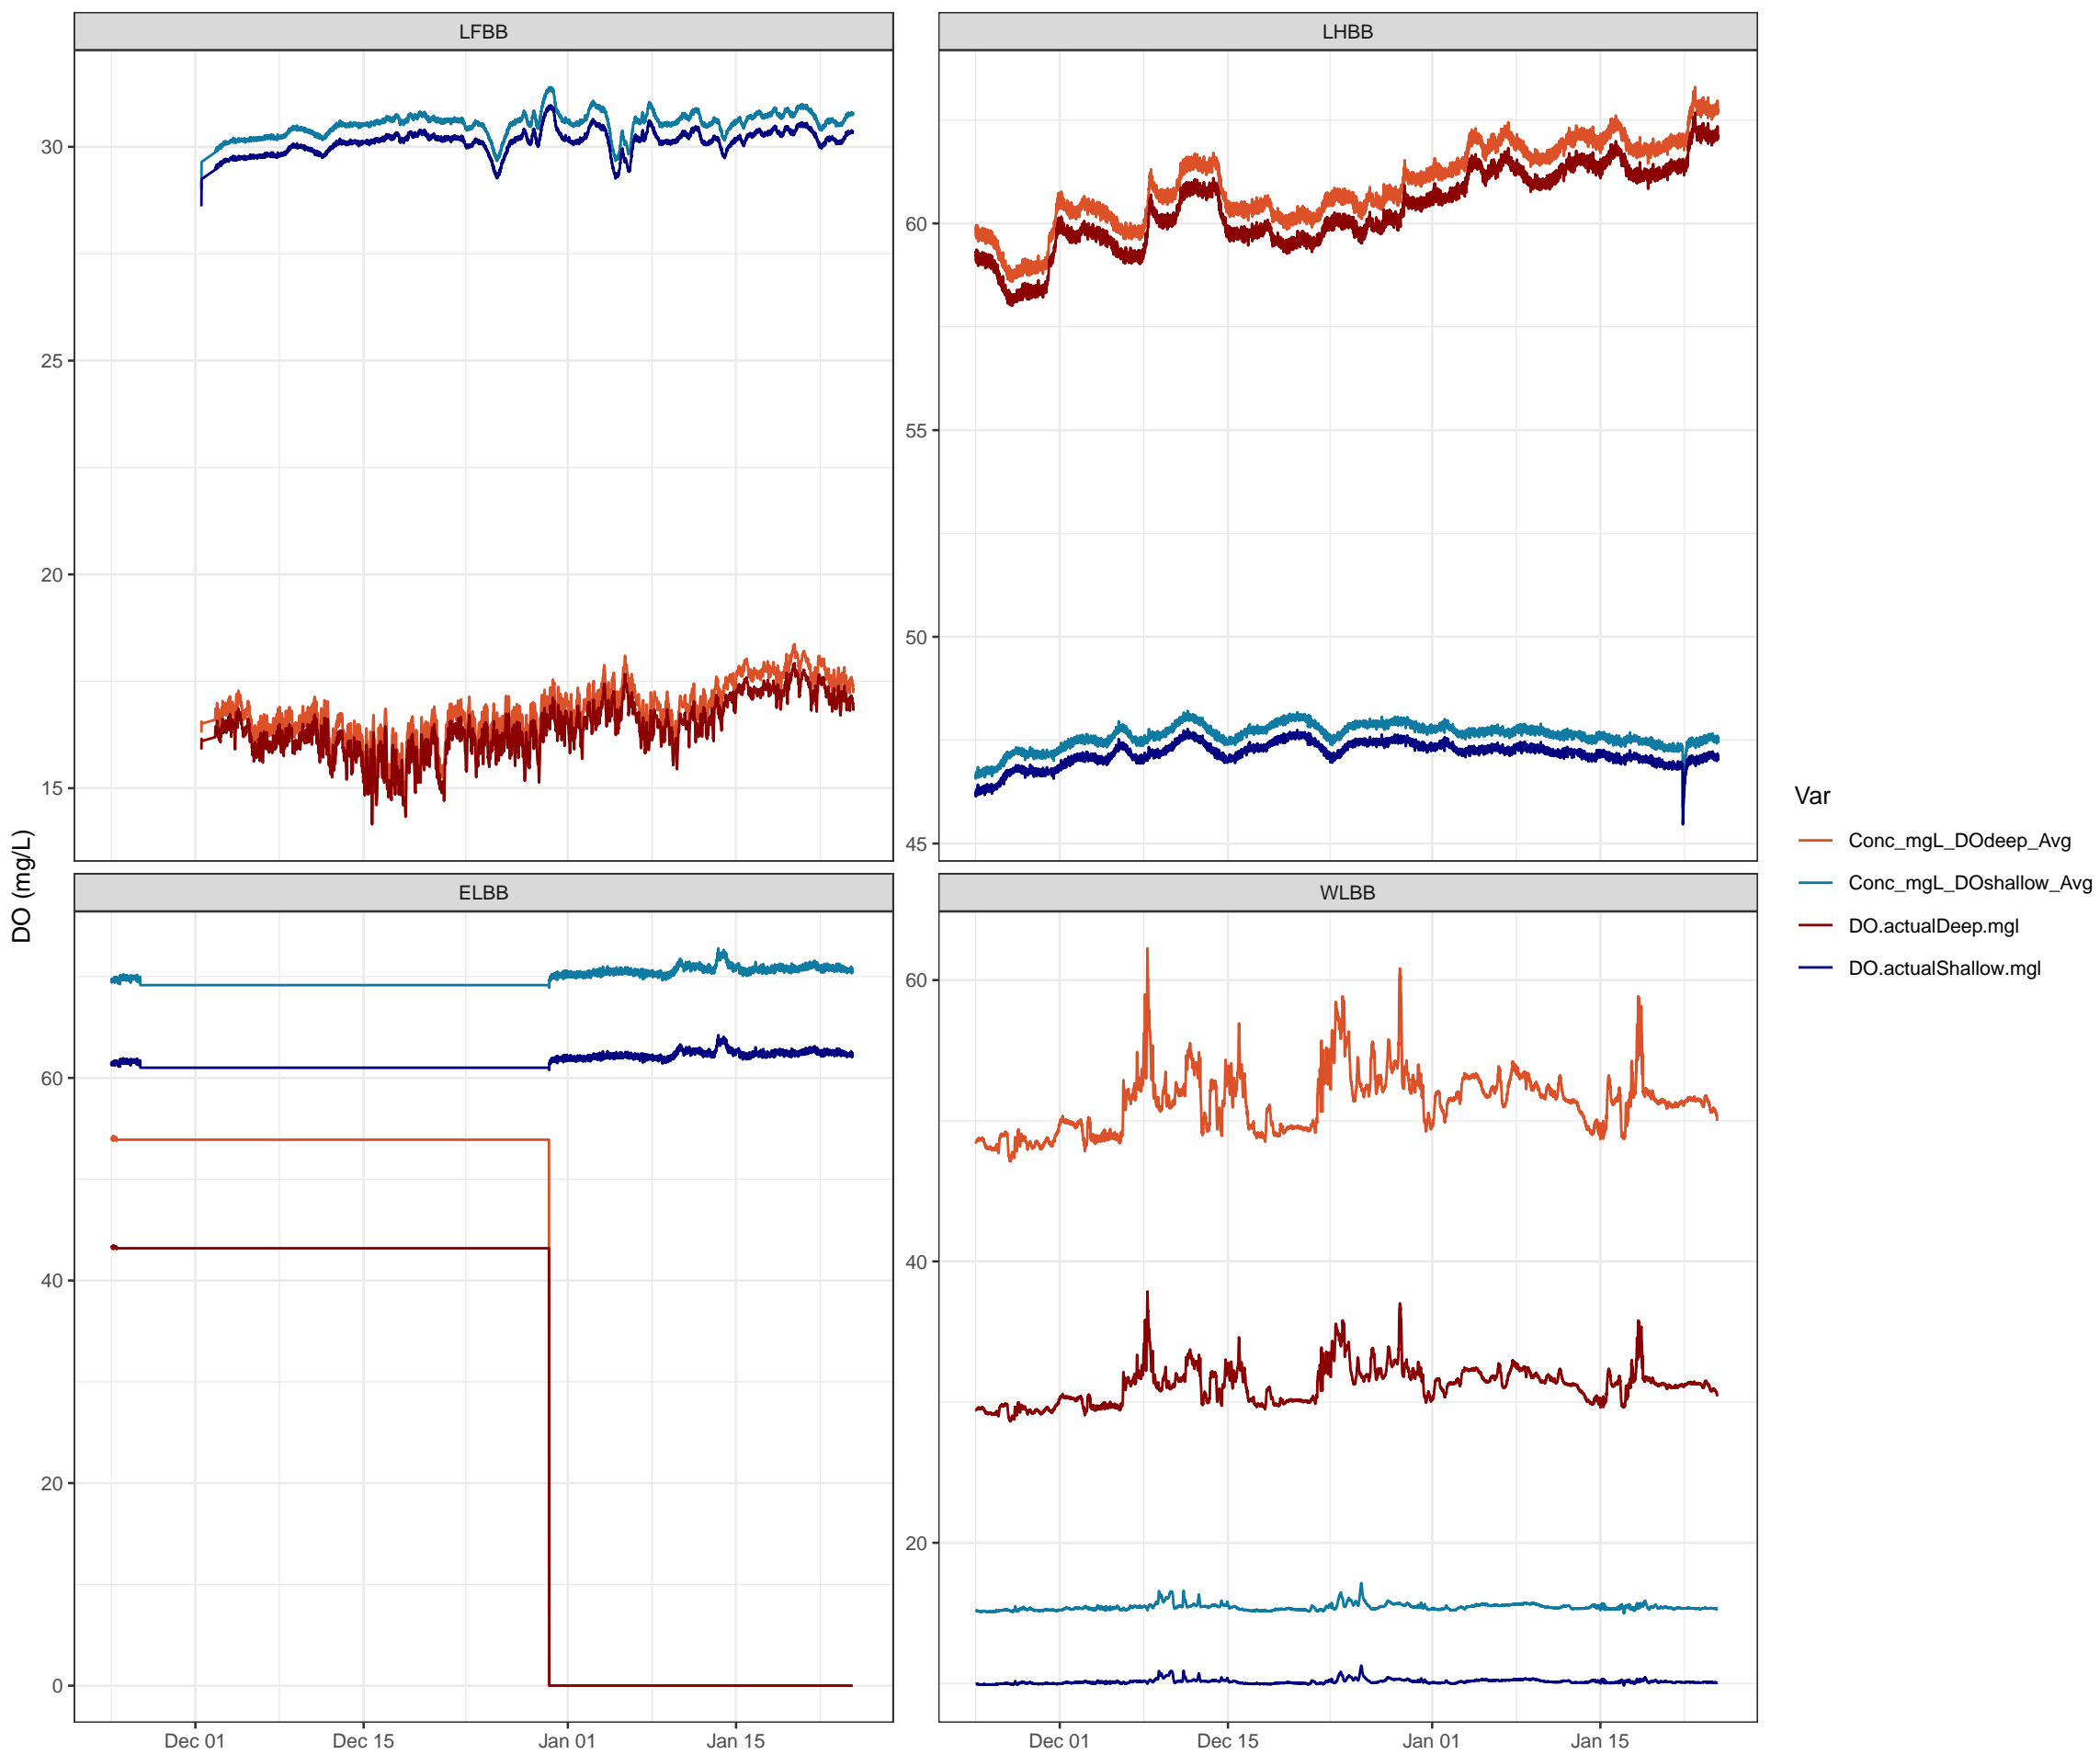 LFBB
LHBB
30
25
20
15
60
55
50
45
DO (mg/L)
ELBB
WLBB
60
40
20
0
60
40
20
Dec 01
Dec 15
Jan 01
Jan 15
Dec 01
Dec 15
Jan 01
Jan 15
Var
Conc_mgL_DOdeep_Avg
Conc_mgL_DOshallow_Avg
DO.actualDeep.mgl
DO.actualShallow.mgl